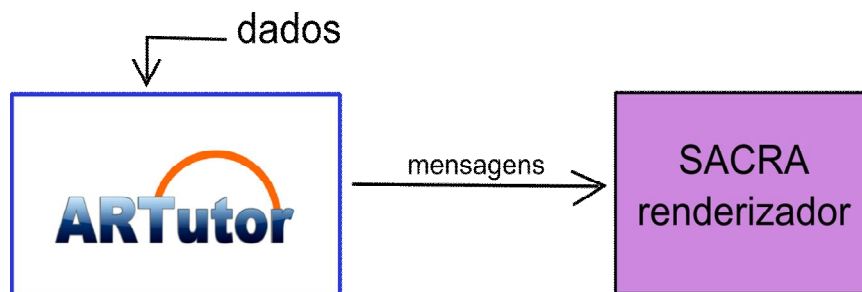 dados
ARTutor
mensagens
SACRA
renderizador